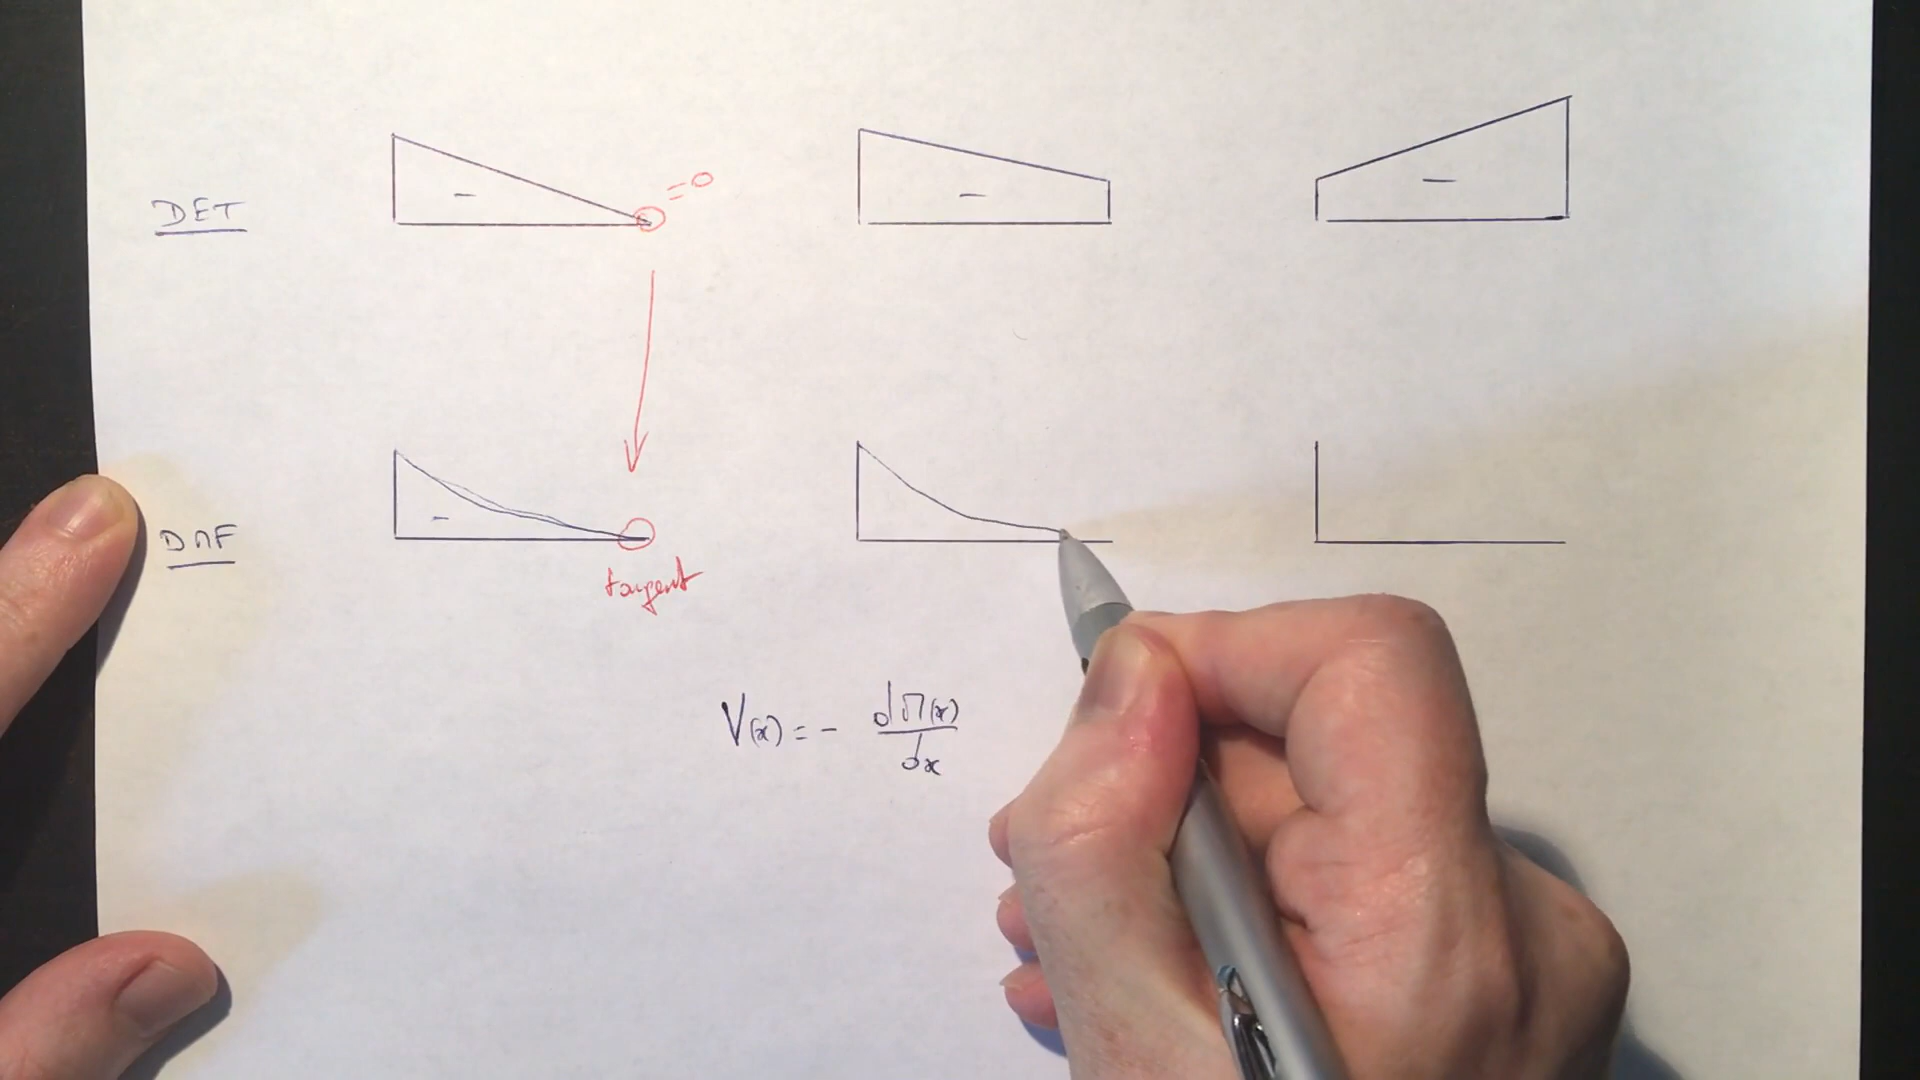 DET
= 0
DMF
tangent
V(x) = - dM(x)/dx